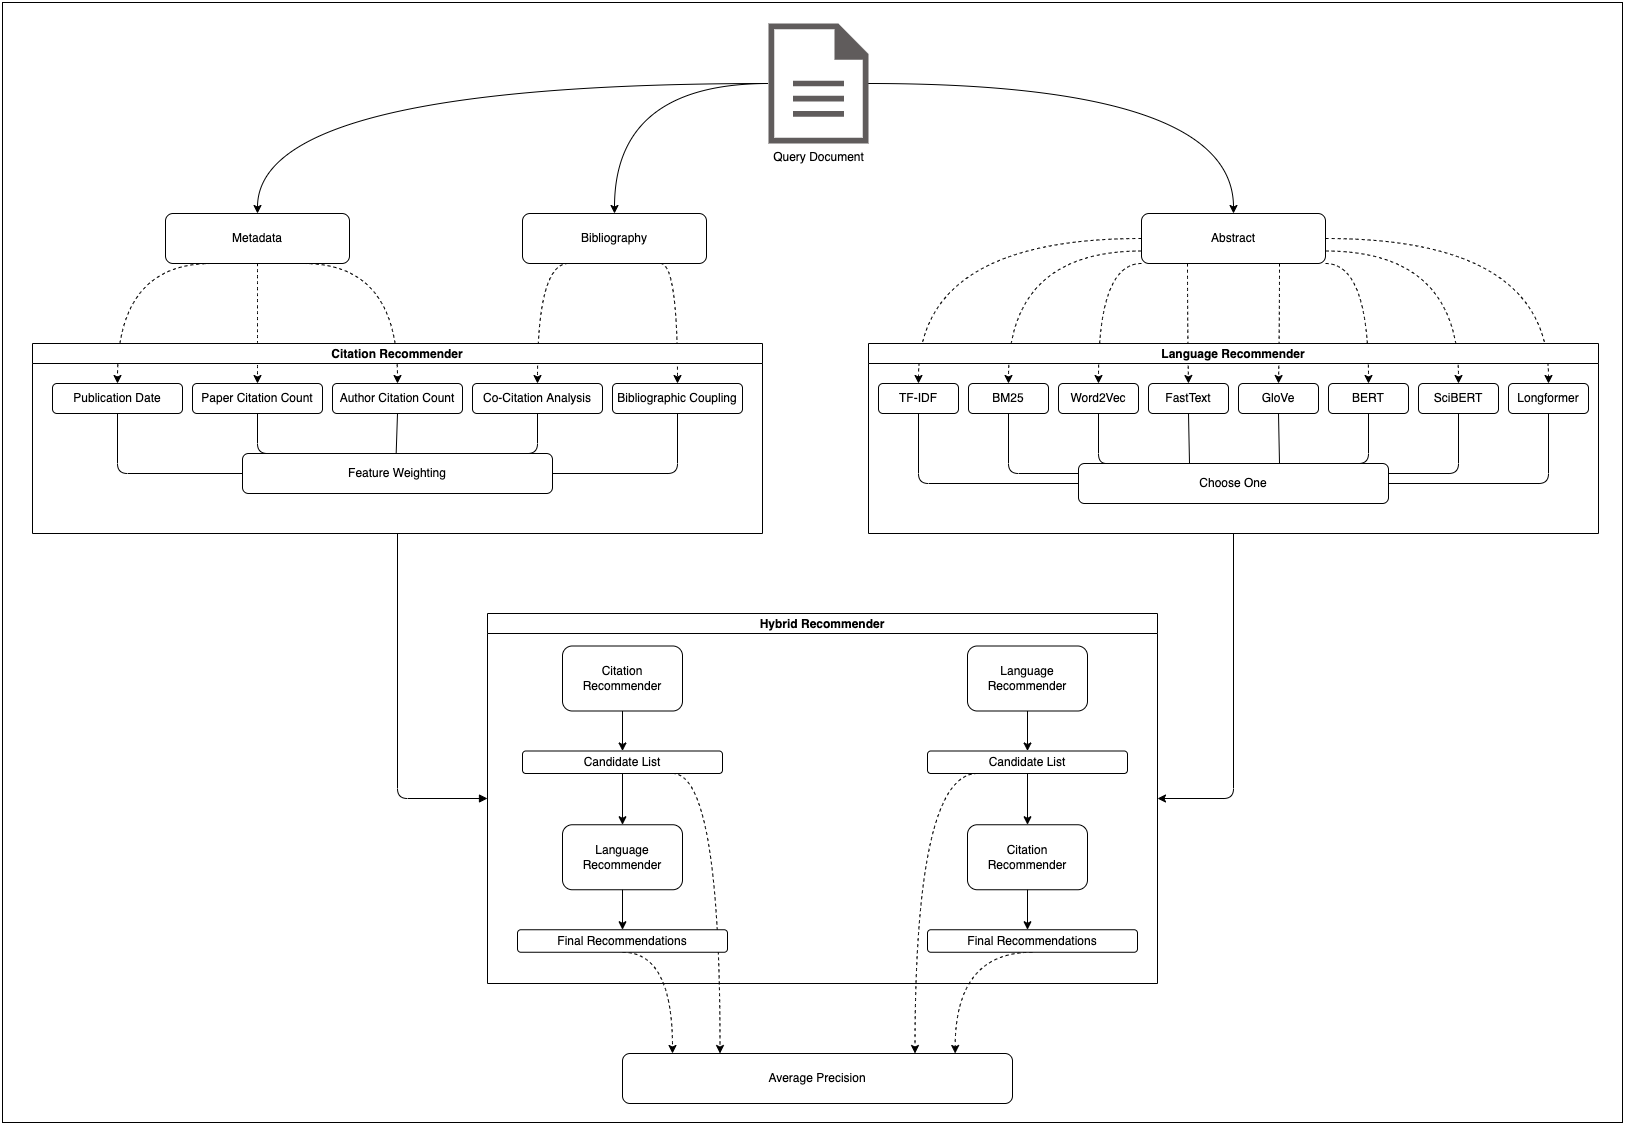 Query Document
Metadata
Bibliography
Abstract
Citation Recommender
Publication Date
Paper Citation Count
Author Citation Count
Co-Citation Analysis
Bibliographic Coupling
Feature Weighting
Language Recommender
TF-IDF
BM25
Word2Vec
FastText
GloVe
BERT
SciBERT
Longformer
Choose One
Hybrid Recommender
Citation
Recommender
Candidate List
Language
Recommender
Final Recommendations
Language
Recommender
Candidate List
Citation
Recommender
Final Recommendations
Average Precision